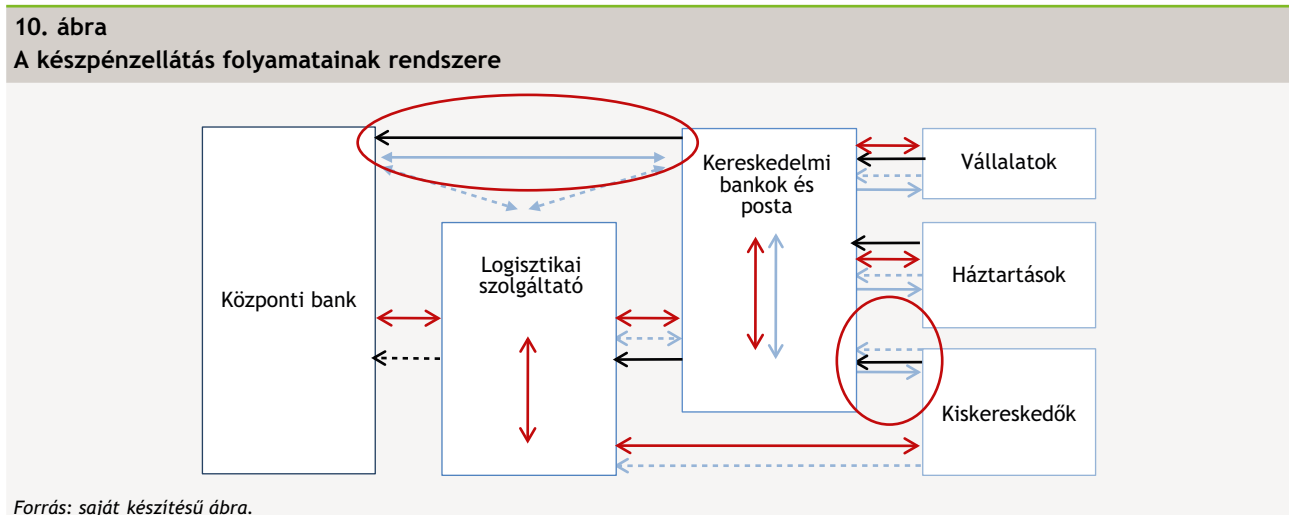 10. ábra
A készpénzellátás folyamatainak rendszere
Központi bank
Logisztikai
szolgáltató
Kereskedelmi
bankok és
posta
Vállalatok
Háztartások
Kiskereskedők
Forrás: saját készítésű ábra.